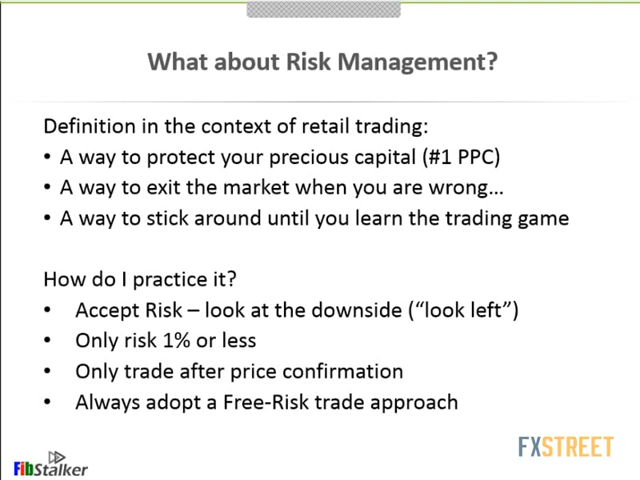 What about Risk Management?
Definition in the context of retail trading:
• A way to protect your precious capital (#1 PPC)
• A way to exit the market when you are wrong…
• A way to stick around until you learn the trading game
How do I practice it?
• Accept Risk – look at the downside (“look left”)
• Only risk 1% or less
• Only trade after price confirmation
• Always adopt a Free-Risk trade approach
FXSTREET
FibStalker